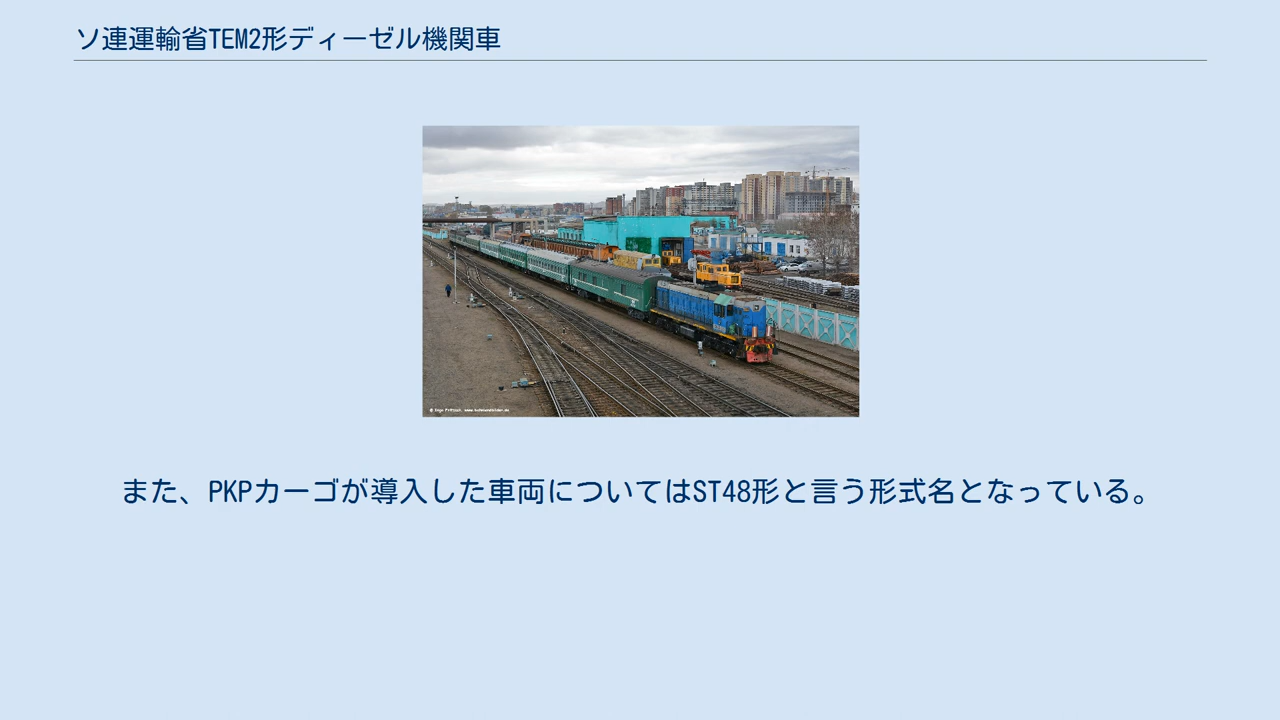 ソ連運輸省TEM2形ディーゼル機関車
また、PKPカーゴが導入した車両についてはST48形と言う形式名となっている。